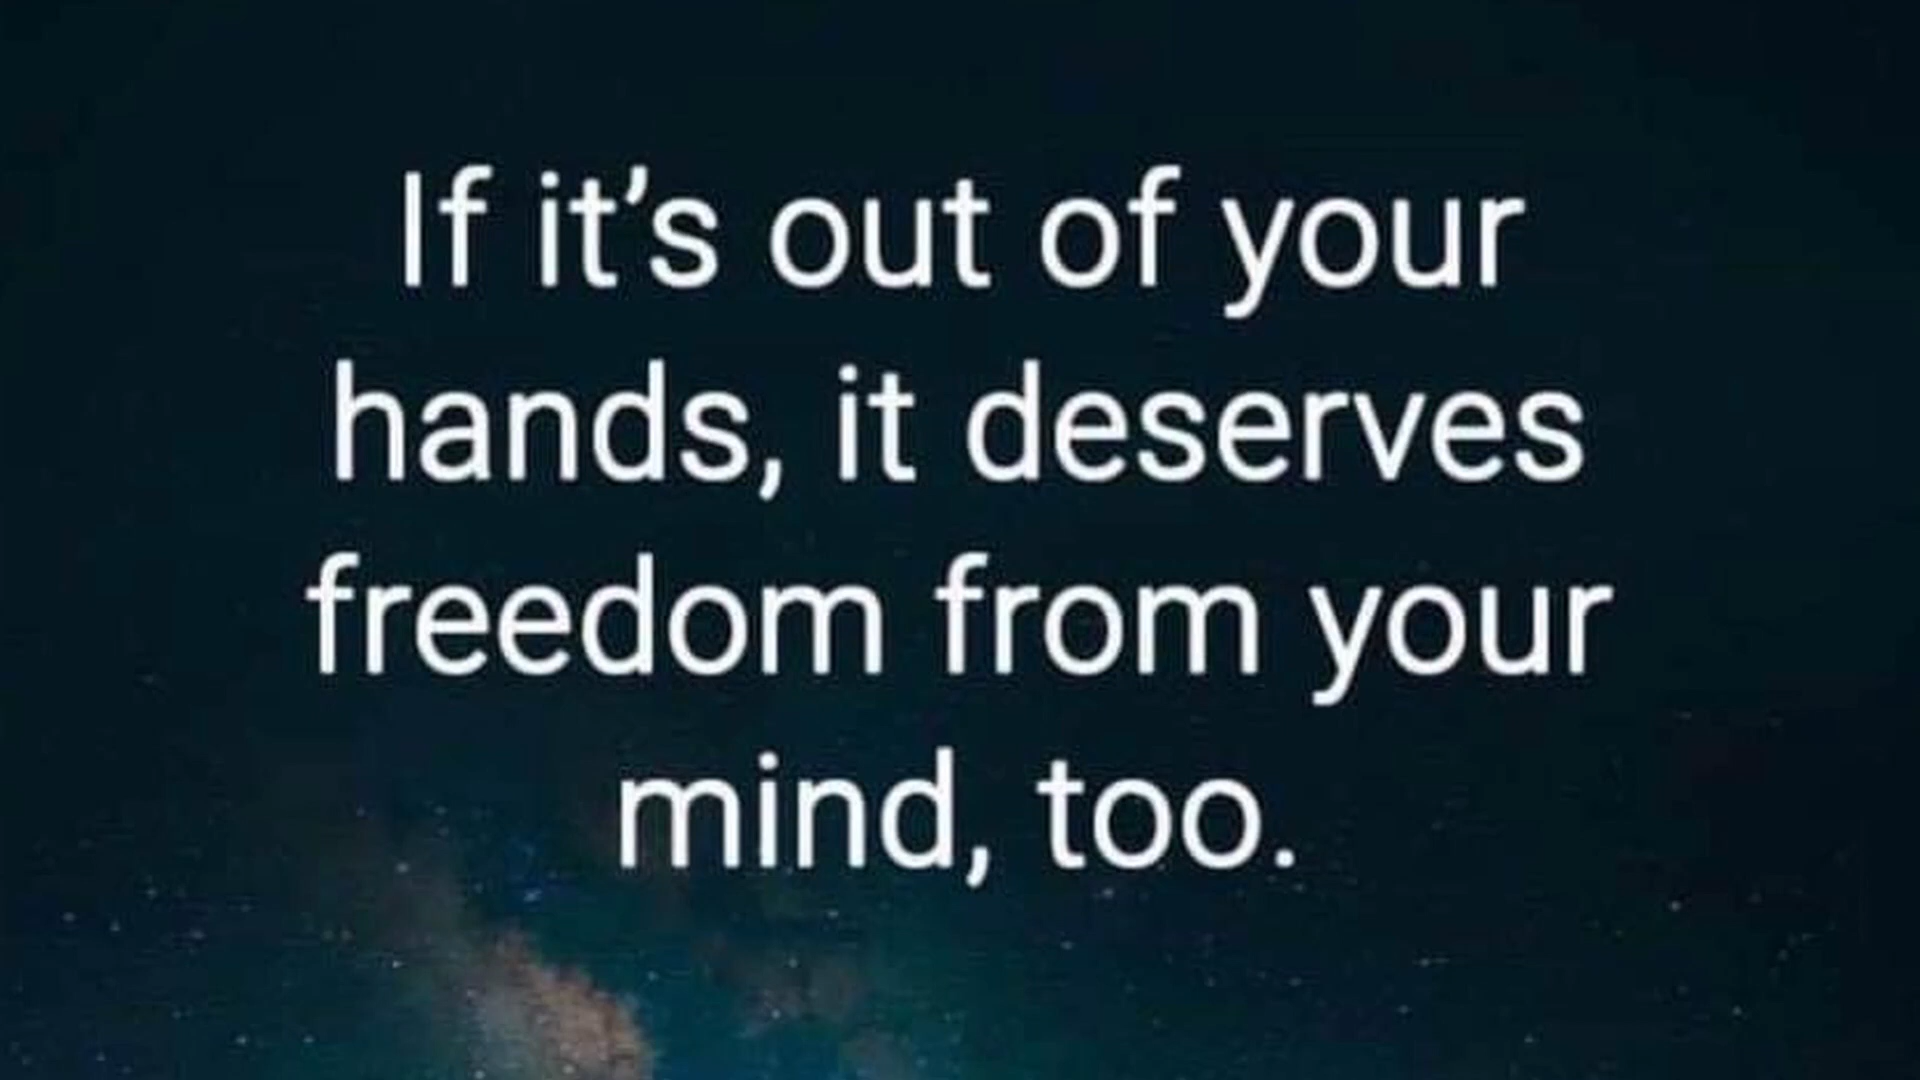 If it’s out of your
hands, it deserves
freedom from your
mind, too.